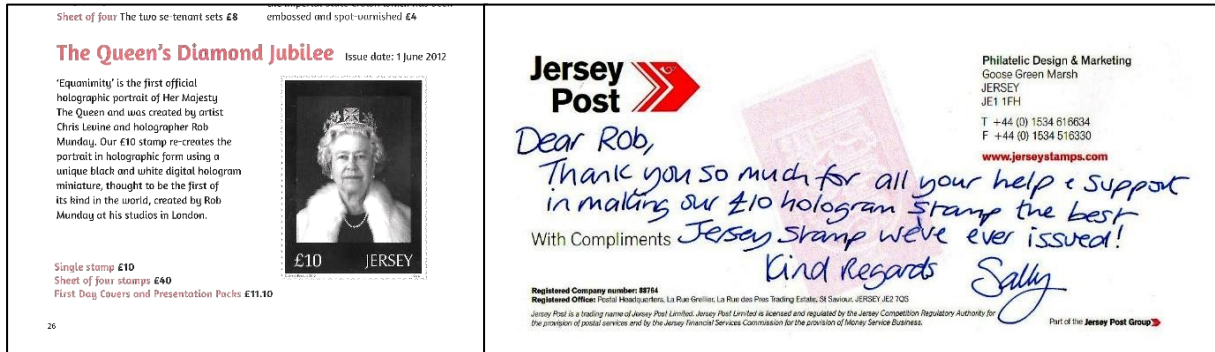 Sheet of four The two se-tenant sets £8
embossed and spot-varnished £4
The Queen's Diamond Jubilee Issue date: 1 June 2012
'Equanimity' is the first official
holographic portrait of Her Majesty
The Queen and was created by artist
Chris Levine and holographer Rob
Munday. Our £10 stamp re-creates the
portrait in holographic form using a
unique black and white digital hologram
miniature, thought to be the first of
its kind in the world, created by Rob
Munday at his studios in London.
£10 JERSEY
Single stamp £10
Sheet of four stamps £40
First Day Covers and Presentation Packs £11.10
26
Jersey
Post
Philatelic Design & Marketing
Goose Green Marsh
JERSEY
JE1 1FH
T +44 (0) 1534 616634
F +44 (0) 1534 516330
www.jerseystamps.com
Dear Rob,
Thank you so much for all your help & support
in making our £10 hologram stamp the best
With Compliments Jersey stamp we've ever issued!
Kind Regards Sally
Registered Company number: 88764
Registered Office: Postal Headquarters, La Rue Grellier, La Rue des Pres Trading Estate, St Saviour, JERSEY JE2 7QS
Jersey Post is a trading name of Jersey Post Limited. Jersey Post Limited is licensed and regulated by the Jersey Competition Regulatory Authority for
the provision of postal services and by the Jersey Financial Services Commission for the provision of Money Service Business.
Part of the Jersey Post Group